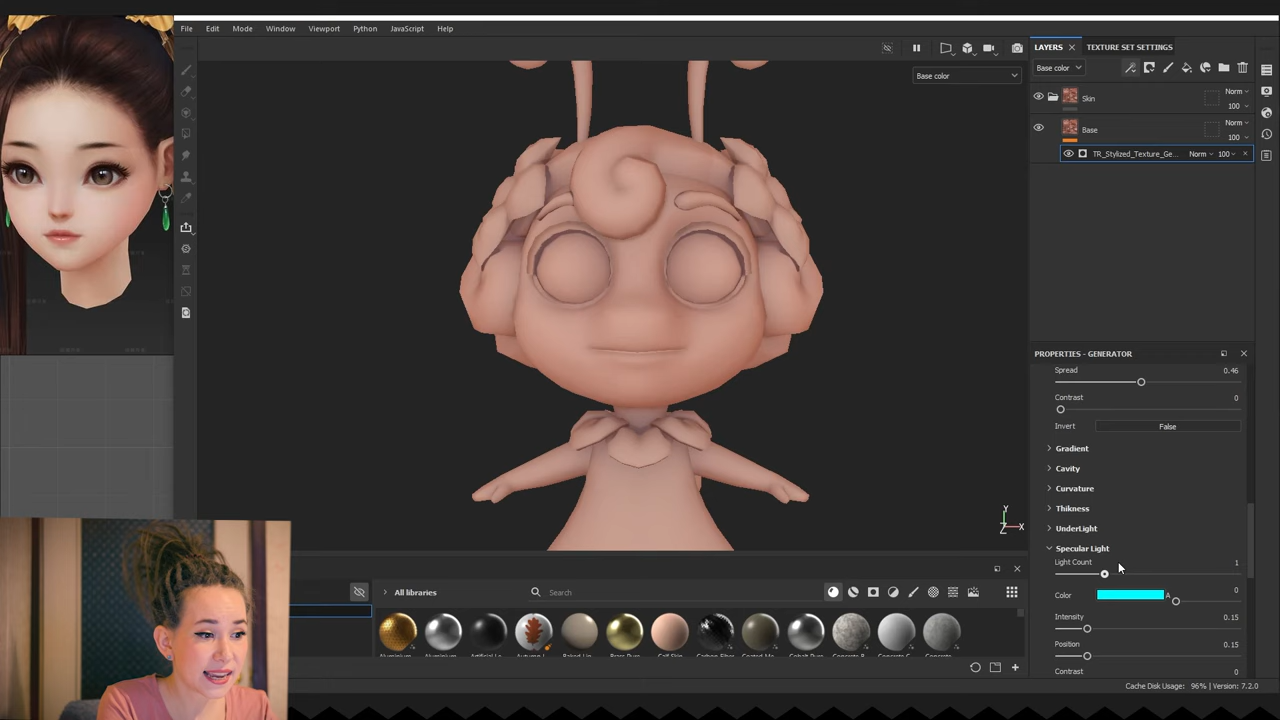 File Edit Mode Window Viewport Python JavaScript Help
LAYERS × TEXTURE SET SETTINGS
Base color
Base color
Skin
Norm
100
Base
Norm
100
TR_Stylized_Texture_Ge... Norm 100 ×
PROPERTIES - GENERATOR
Spread 0.46
Contrast 0
Invert False
Gradient
Cavity
Curvature
Thikness
UnderLight
Specular Light
Light Count 1
Color A 0
Intensity 0.15
Position 0.15
Contrast 0
Y
Z X
All libraries Search
Cache Disk Usage: 96% | Version: 7.2.0